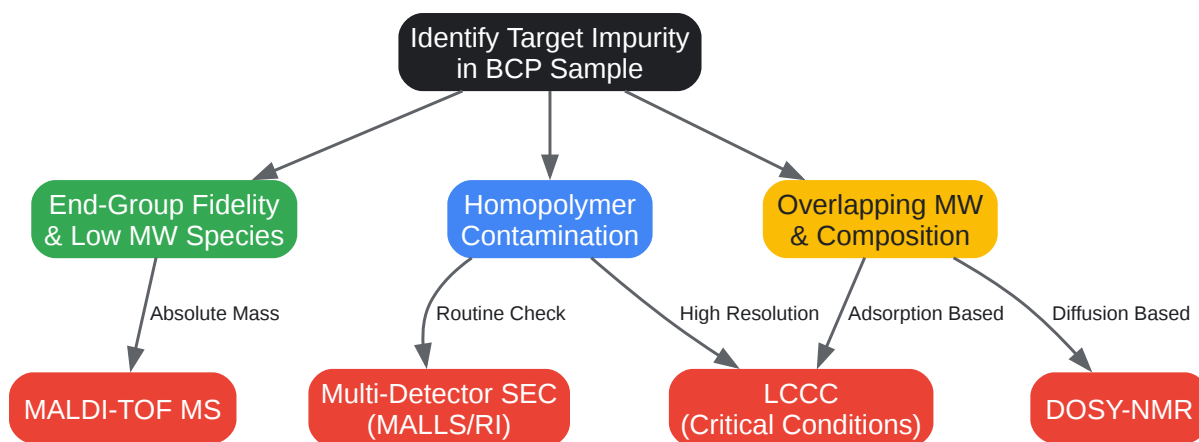 Identify Target Impurity
in BCP Sample
End-Group Fidelity
& Low MW Species
Homopolymer
Contamination
Overlapping MW
& Composition
Absolute Mass
Routine Check
High Resolution
Adsorption Based
Diffusion Based
MALDI-TOF MS
Multi-Detector SEC
(MALLS/RI)
LCCC
(Critical Conditions)
DOSY-NMR